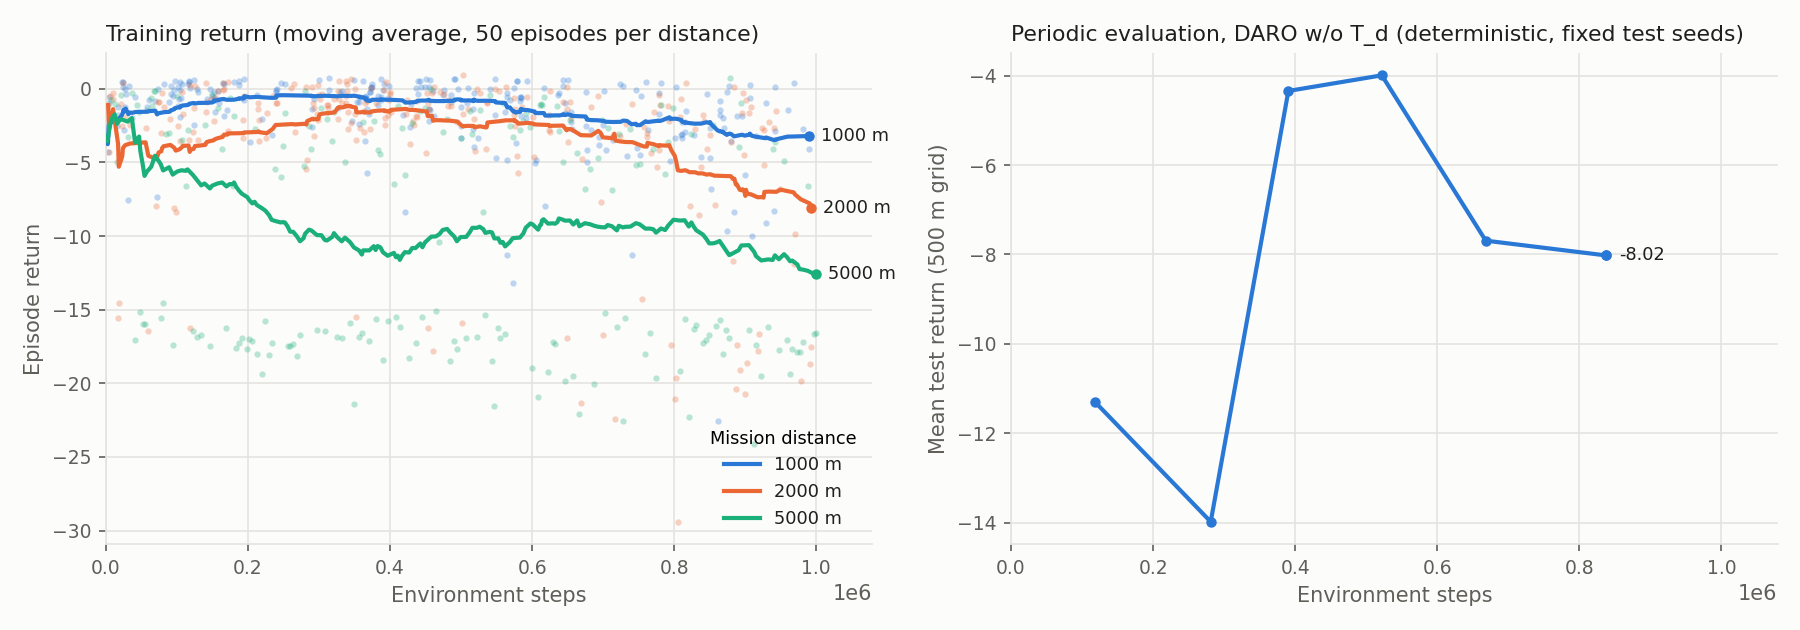 Training return (moving average, 50 episodes per distance)
Episode return
0
−5
−10
−15
−20
−25
−30
1000 m
2000 m
5000 m
Mission distance
1000 m
2000 m
5000 m
0.0
0.2
0.4
0.6
0.8
1.0
1e6
Environment steps
Periodic evaluation, DARO w/o T_d (deterministic, fixed test seeds)
Mean test return (500 m grid)
−4
−6
−8
−10
−12
−14
-8.02
0.0
0.2
0.4
0.6
0.8
1.0
1e6
Environment steps